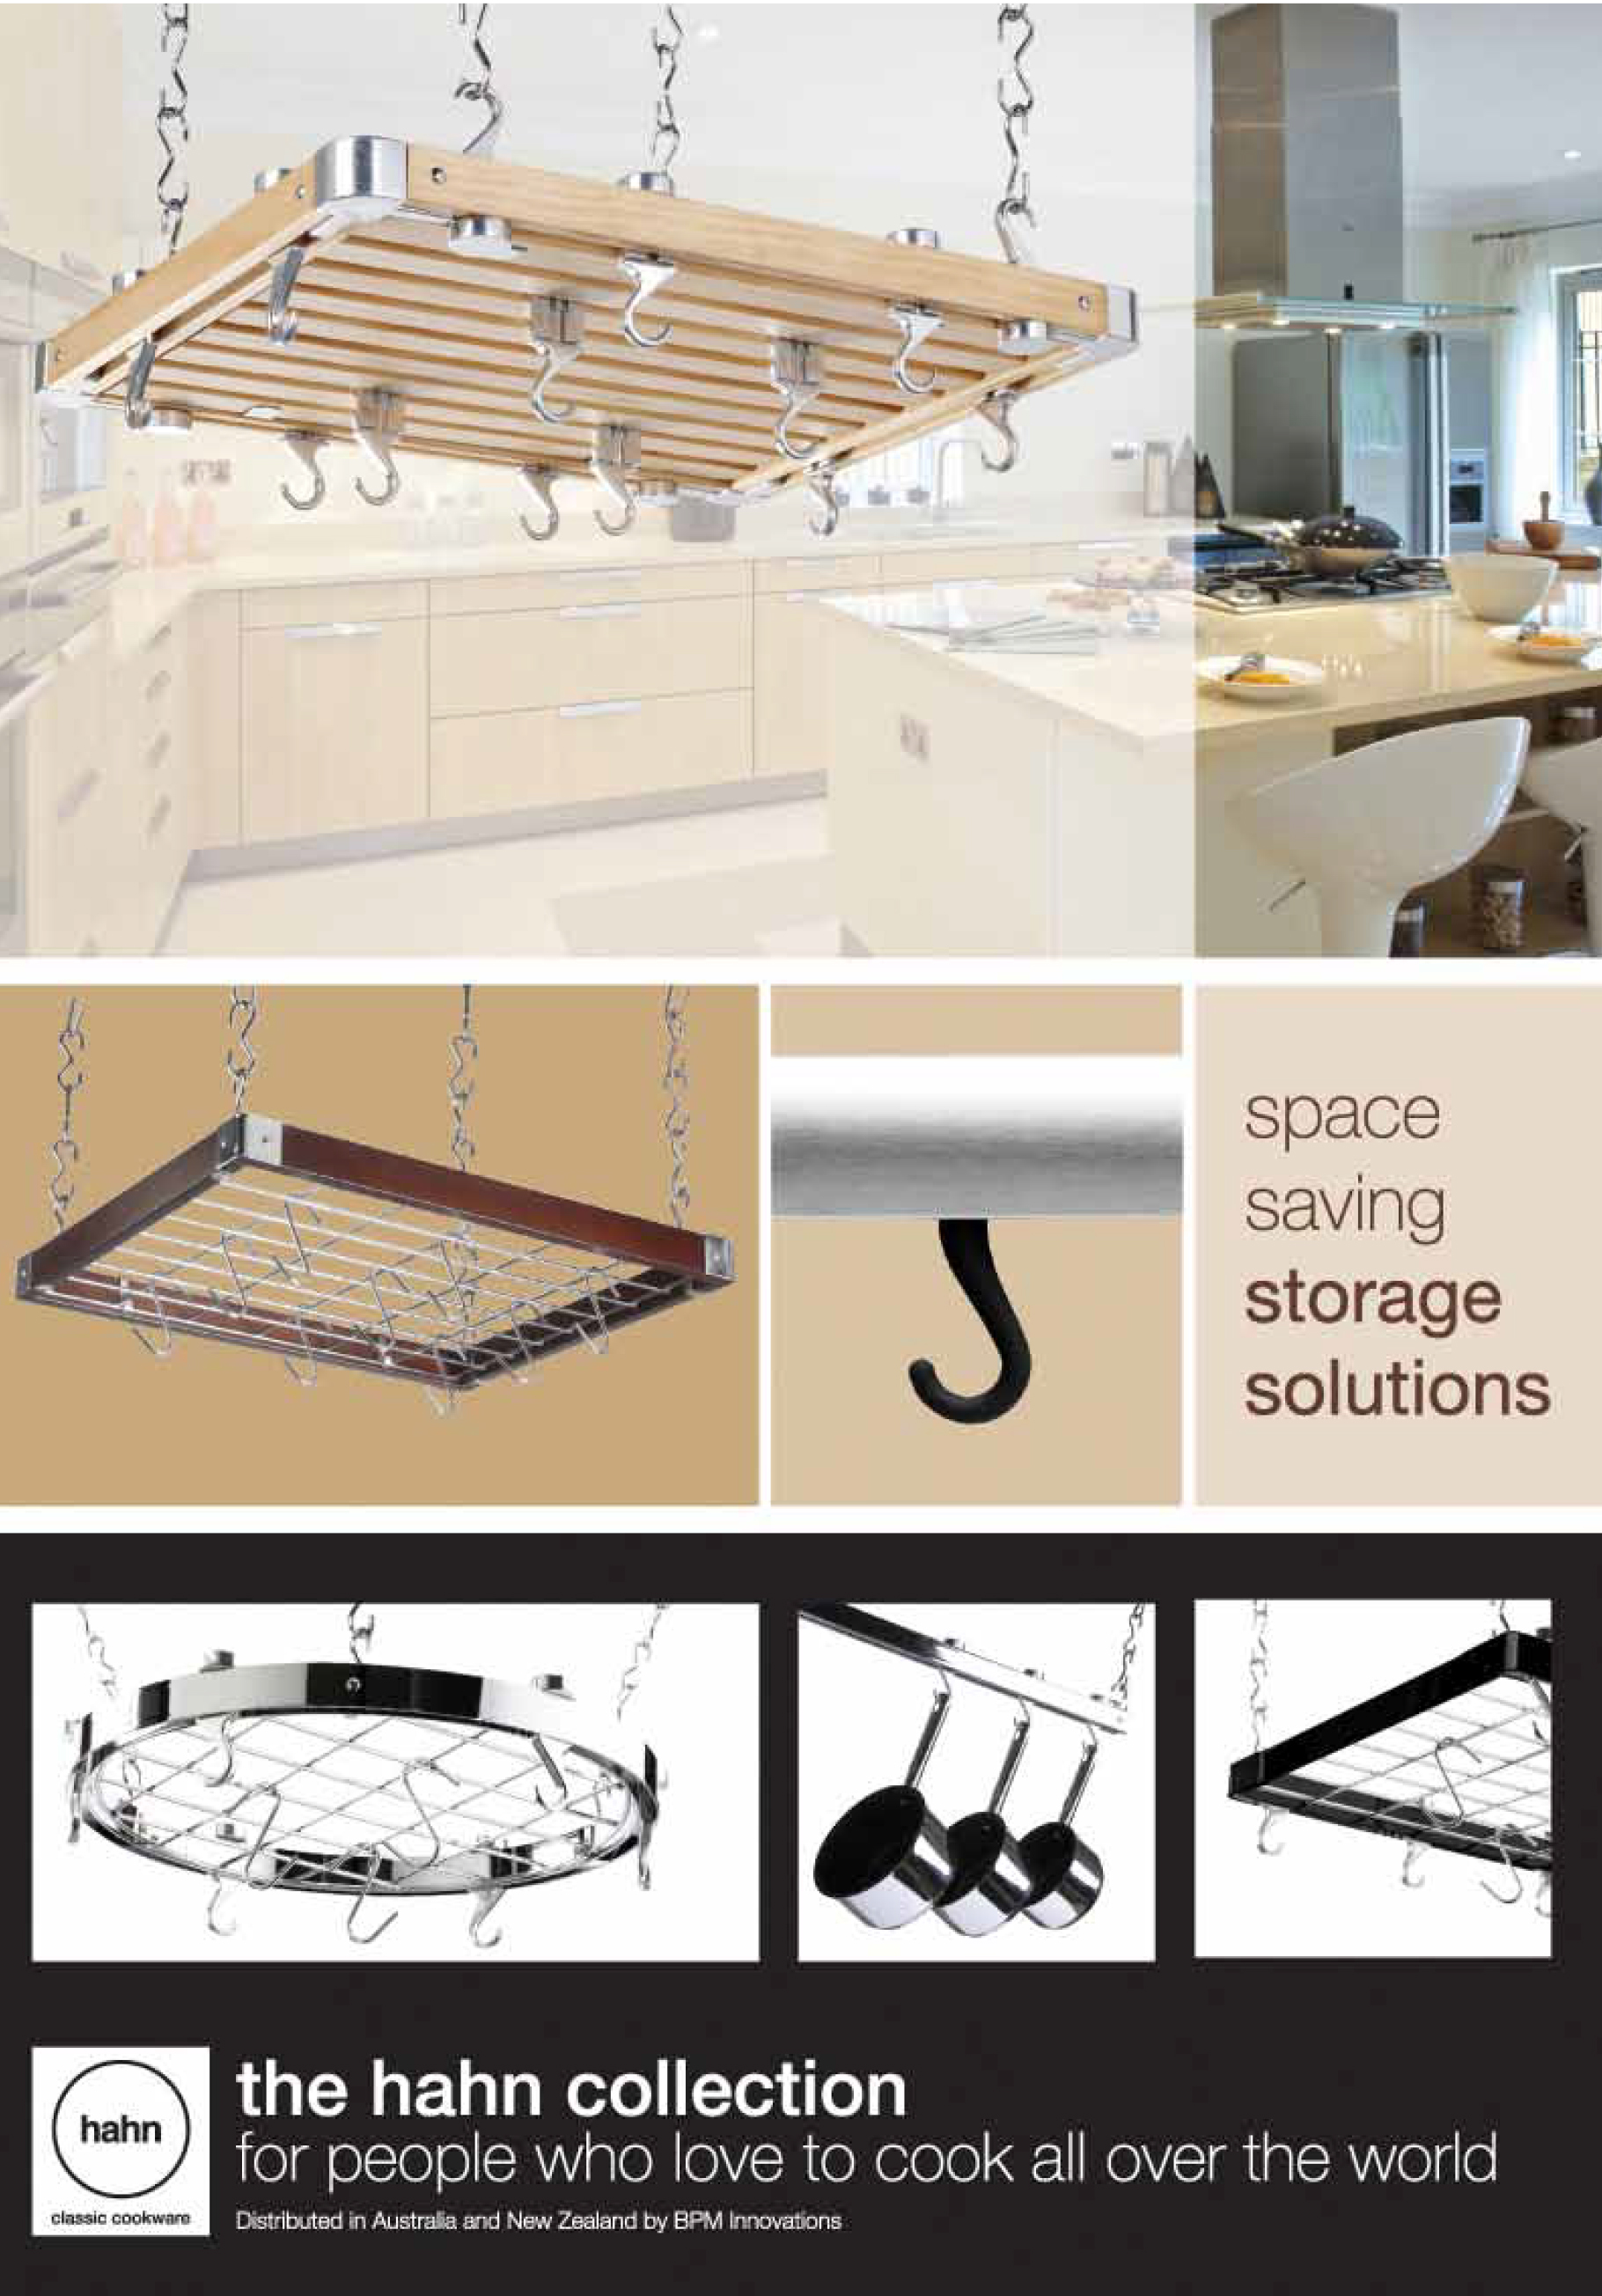 space
saving
storage
solutions
hahn
classic cookware
the hahn collection
for people who love to cook all over the world
Distributed in Australia and New Zealand by BPM Innovations